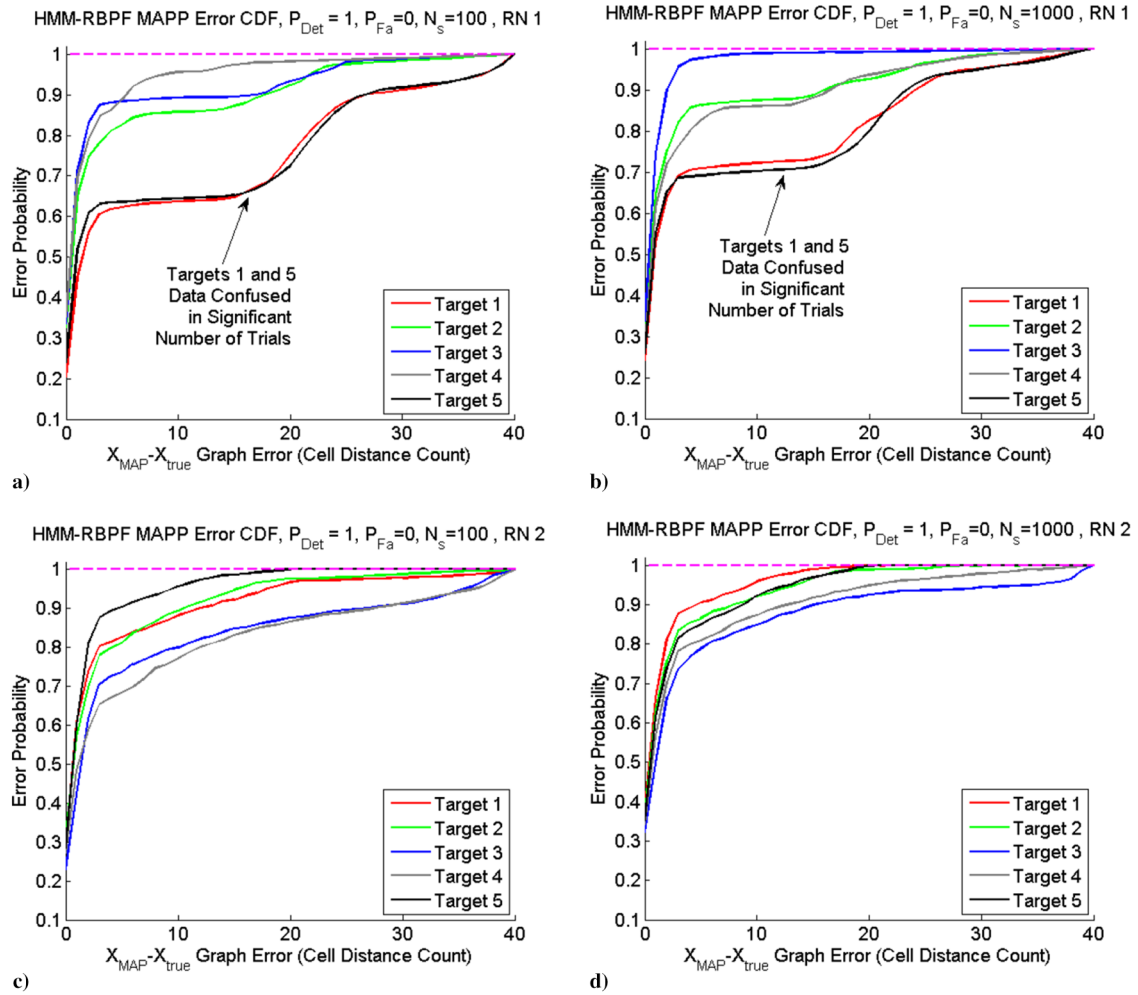 HMM-RBPF MAPP Error CDF, P_Det = 1, P_Fa=0, N_s=100, RN 1
1
0.9
0.8
0.7
0.6
0.5
0.4
0.3
0.2
0.1
Error Probability
Targets 1 and 5
Data Confused
in Significant
Number of Trials
Target 1
Target 2
Target 3
Target 4
Target 5
0 10 20 30 40
X_MAP-X_true Graph Error (Cell Distance Count)
a)
HMM-RBPF MAPP Error CDF, P_Det = 1, P_Fa=0, N_s=1000, RN 1
1
0.9
0.8
0.7
0.6
0.5
0.4
0.3
0.2
0.1
Error Probability
Targets 1 and 5
Data Confused
in Significant
Number of Trials
Target 1
Target 2
Target 3
Target 4
Target 5
0 10 20 30 40
X_MAP-X_true Graph Error (Cell Distance Count)
b)
HMM-RBPF MAPP Error CDF, P_Det = 1, P_Fa=0, N_s=100 , RN 2
1
0.9
0.8
0.7
0.6
0.5
0.4
0.3
0.2
0.1
Error Probability
Target 1
Target 2
Target 3
Target 4
Target 5
0 10 20 30 40
X_MAP-X_true Graph Error (Cell Distance Count)
c)
HMM-RBPF MAPP Error CDF, P_Det = 1, P_Fa=0, N_s=1000 , RN 2
1
0.9
0.8
0.7
0.6
0.5
0.4
0.3
0.2
0.1
Error Probability
Target 1
Target 2
Target 3
Target 4
Target 5
0 10 20 30 40
X_MAP-X_true Graph Error (Cell Distance Count)
d)